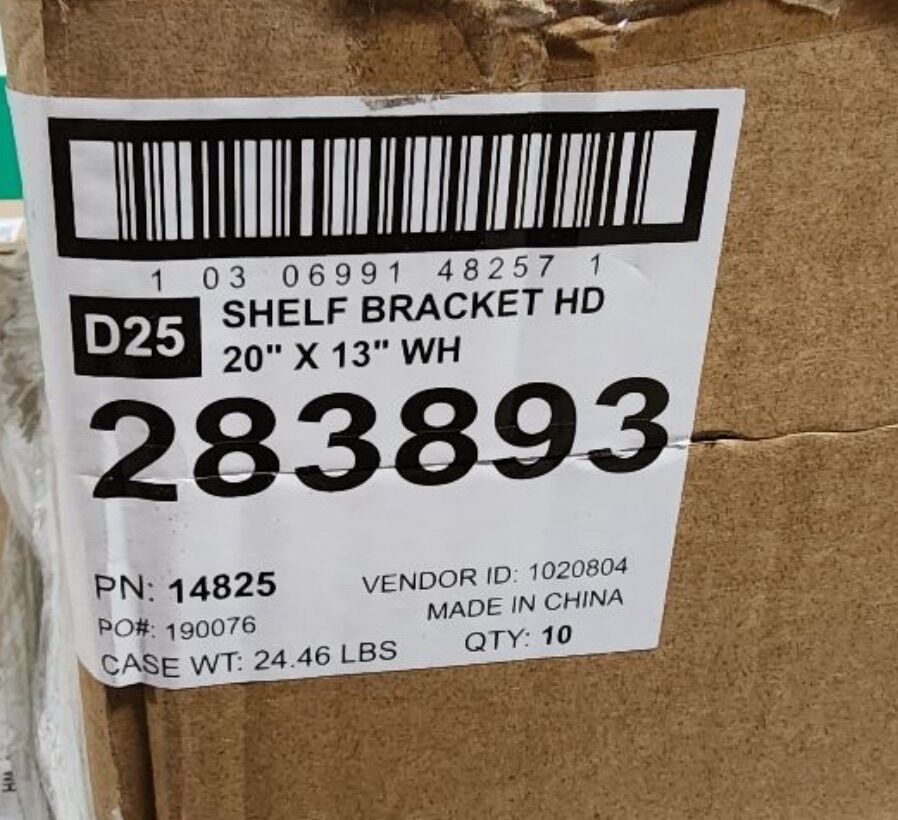 1 03 06991 48257 1
D25
SHELF BRACKET HD
20" X 13" WH
283893
PN: 14825
VENDOR ID: 1020804
PO#: 190076
MADE IN CHINA
CASE WT: 24.46 LBS
QTY: 10